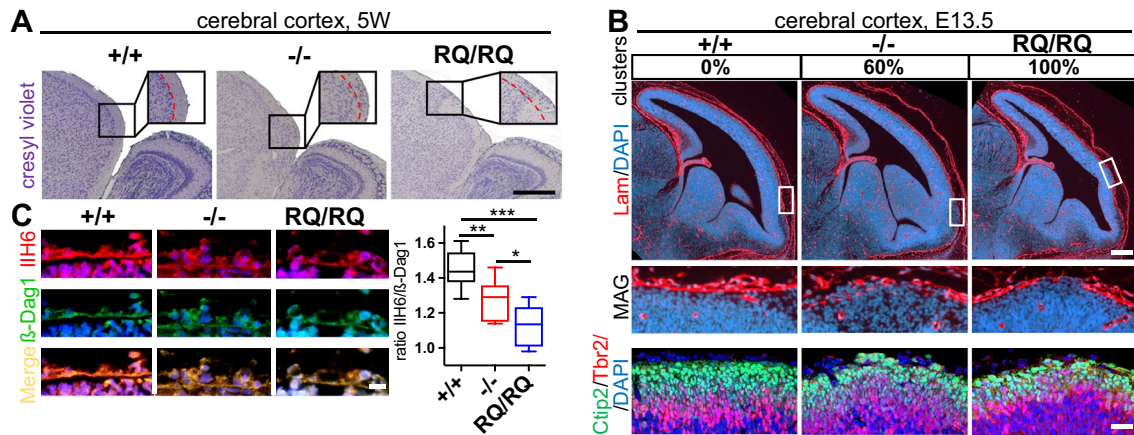 A
cerebral cortex, 5W
+/+
-/-
RQ/RQ
cresyl violet
C
+/+
-/-
RQ/RQ
IIH6
ß-Dag1
Merge
***
**
*
ratio IIH6/ß-Dag1
1.6
1.4
1.2
1.0
+/+
-/-
RQ/RQ
B
cerebral cortex, E13.5
+/+
-/-
RQ/RQ
clusters
0%
60%
100%
Lam/DAPI
MAG
Ctip2/Tbr2/
/DAPI